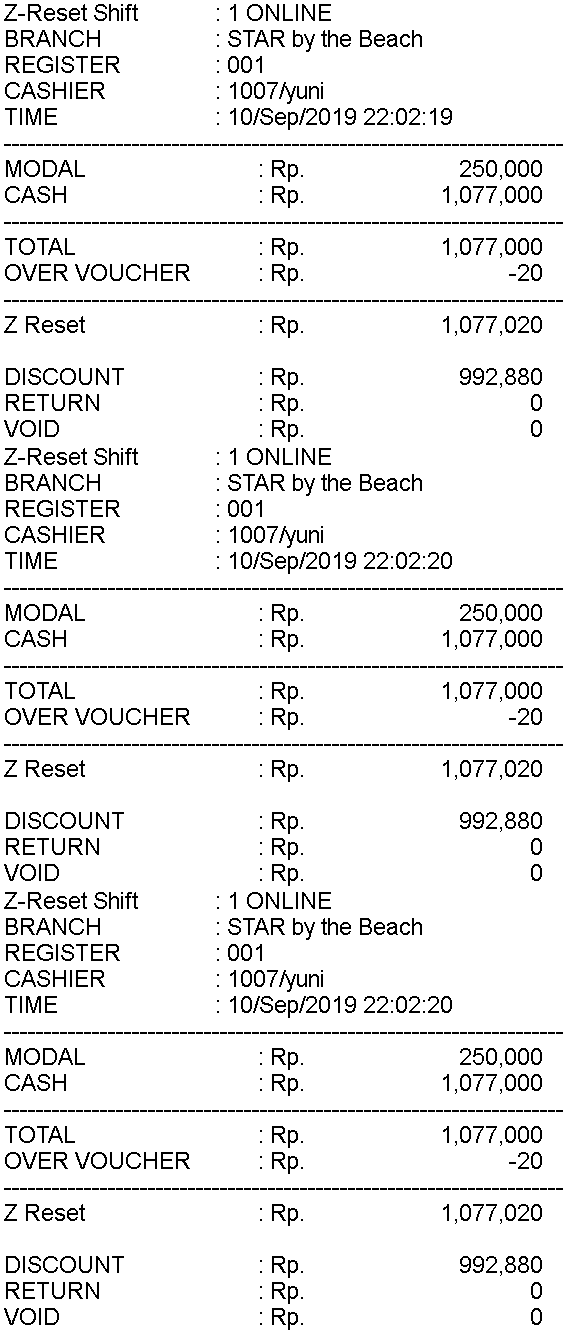 Z-Reset Shift : 1 ONLINE
BRANCH : STAR by the Beach
REGISTER : 001
CASHIER : 1007/yuni
TIME : 10/Sep/2019 22:02:19
--------------------------------------------------------------------------------
MODAL : Rp. 250,000
CASH : Rp. 1,077,000
--------------------------------------------------------------------------------
TOTAL : Rp. 1,077,000
OVER VOUCHER : Rp. -20
--------------------------------------------------------------------------------
Z Reset : Rp. 1,077,020
DISCOUNT : Rp. 992,880
RETURN : Rp. 0
VOID : Rp. 0
Z-Reset Shift : 1 ONLINE
BRANCH : STAR by the Beach
REGISTER : 001
CASHIER : 1007/yuni
TIME : 10/Sep/2019 22:02:20
--------------------------------------------------------------------------------
MODAL : Rp. 250,000
CASH : Rp. 1,077,000
--------------------------------------------------------------------------------
TOTAL : Rp. 1,077,000
OVER VOUCHER : Rp. -20
--------------------------------------------------------------------------------
Z Reset : Rp. 1,077,020
DISCOUNT : Rp. 992,880
RETURN : Rp. 0
VOID : Rp. 0
Z-Reset Shift : 1 ONLINE
BRANCH : STAR by the Beach
REGISTER : 001
CASHIER : 1007/yuni
TIME : 10/Sep/2019 22:02:20
--------------------------------------------------------------------------------
MODAL : Rp. 250,000
CASH : Rp. 1,077,000
--------------------------------------------------------------------------------
TOTAL : Rp. 1,077,000
OVER VOUCHER : Rp. -20
--------------------------------------------------------------------------------
Z Reset : Rp. 1,077,020
DISCOUNT : Rp. 992,880
RETURN : Rp. 0
VOID : Rp. 0